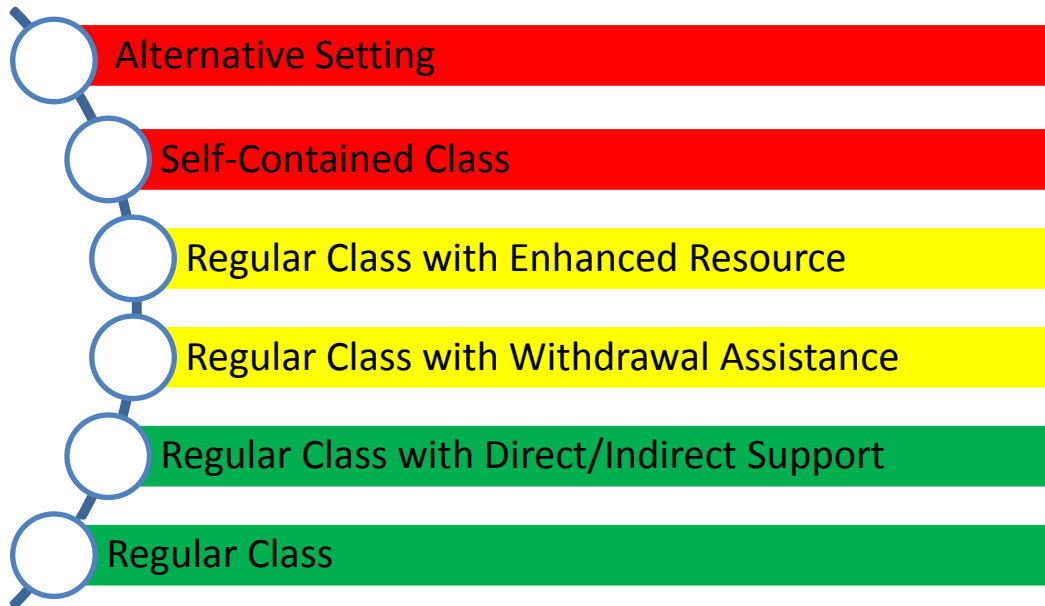 Alternative Setting
Self-Contained Class
Regular Class with Enhanced Resource
Regular Class with Withdrawal Assistance
Regular Class with Direct/Indirect Support
Regular Class